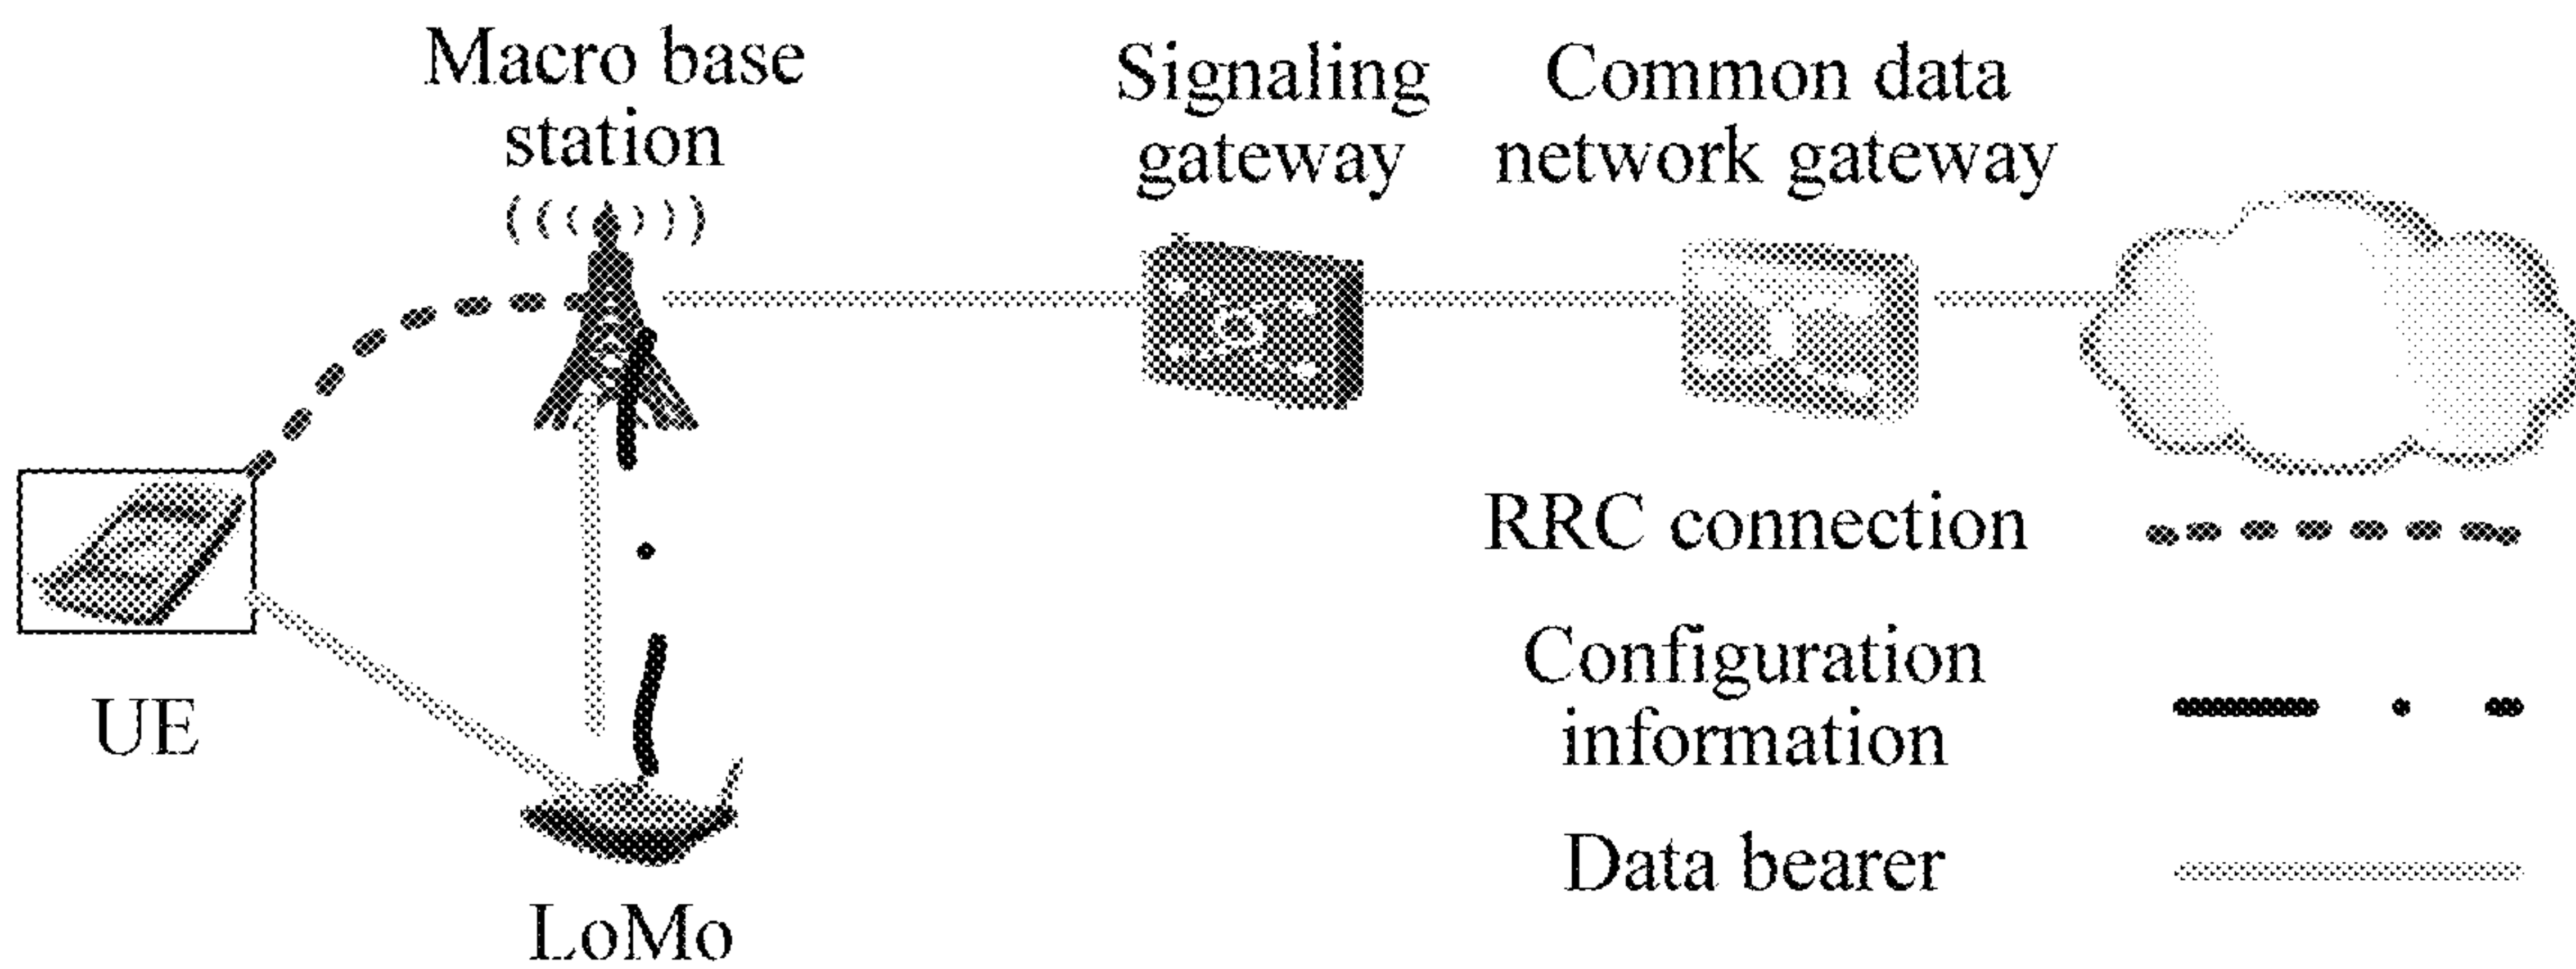 Macro base
station
Signaling
gateway
Common data
network gateway
RRC connection
Configuration
information
UE
Data bearer
LoMo